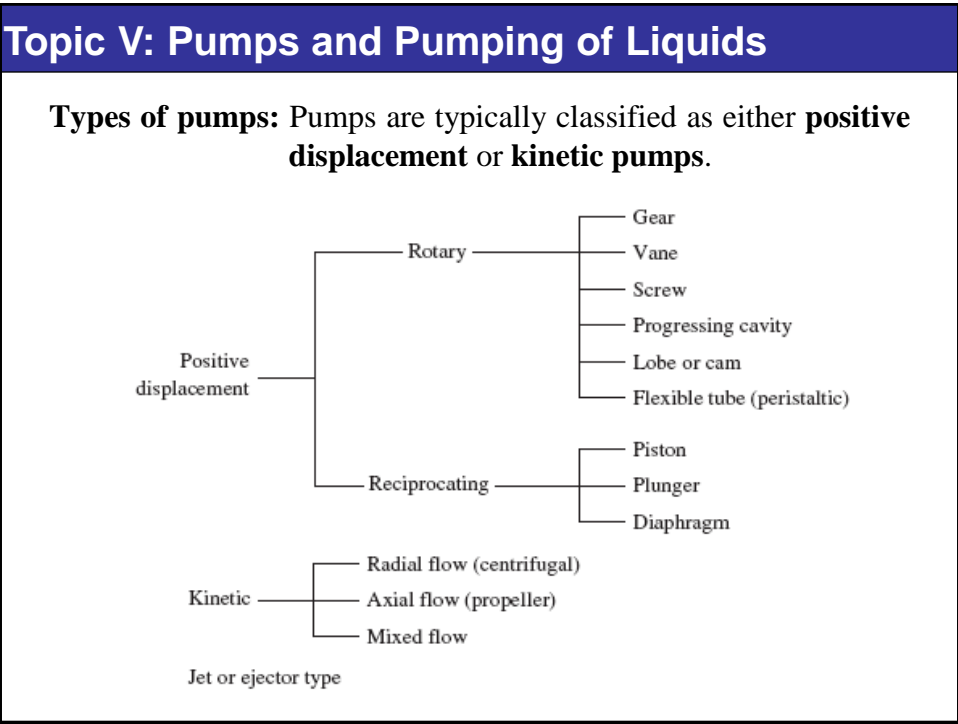 Topic V: Pumps and Pumping of Liquids
Types of pumps: Pumps are typically classified as either positive
displacement or kinetic pumps.
Positive
displacement
Rotary
Gear
Vane
Screw
Progressing cavity
Lobe or cam
Flexible tube (peristaltic)
Reciprocating
Piston
Plunger
Diaphragm
Kinetic
Radial flow (centrifugal)
Axial flow (propeller)
Mixed flow
Jet or ejector type